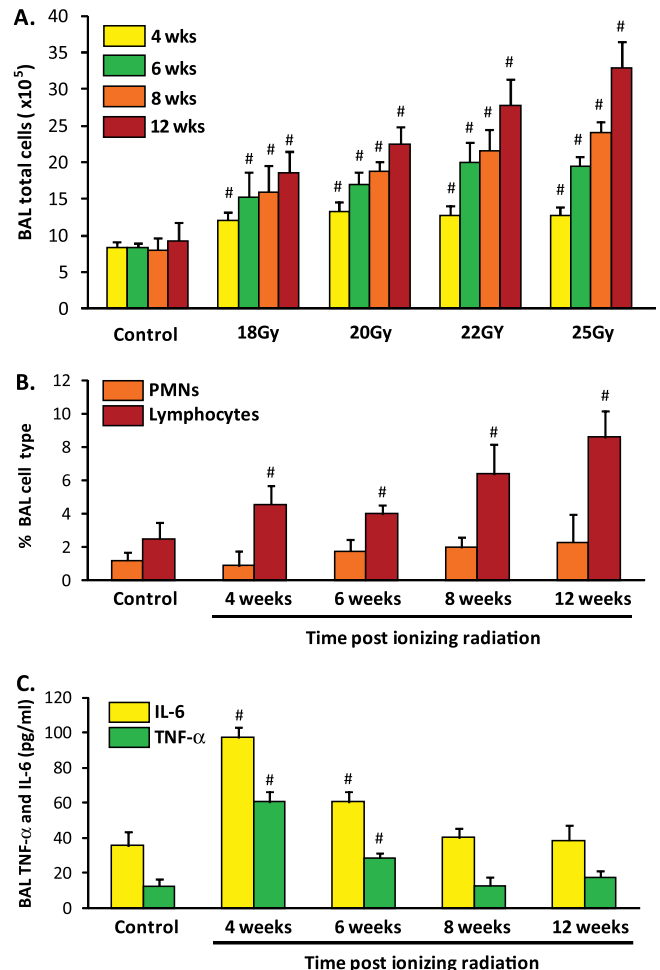 A.
BAL total cells ( x10⁵)
40
35
30
25
20
15
10
5
0
4 wks
6 wks
8 wks
12 wks
# # # #
# # # #
# # # #
# # # #
Control 18Gy 20Gy 22GY 25Gy
B.
% BAL cell type
12
10
8
6
4
2
0
PMNs
Lymphocytes
# # # #
Control 4 weeks 6 weeks 8 weeks 12 weeks
Time post ionizing radiation
C.
BAL TNF-α and IL-6 (pg/ml)
120
100
80
60
40
20
0
IL-6
TNF-α
# # # #
Control 4 weeks 6 weeks 8 weeks 12 weeks
Time post ionizing radiation